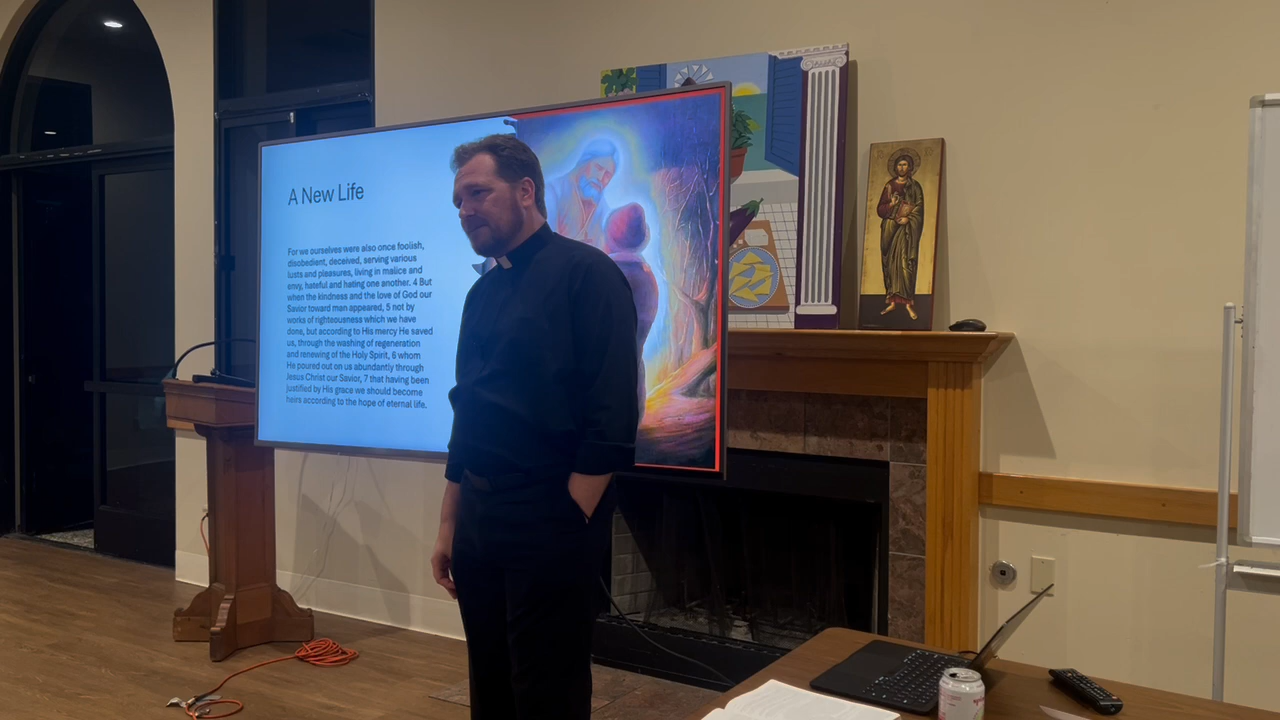 A New Life
For we ourselves were also once foolish,
disobedient, deceived, serving various
lusts and pleasures, living in malice and
envy, hateful and hating one another. 4 But
when the kindness and the love of God our
Savior toward man appeared, 5 not by
works of righteousness which we have
done, but according to His mercy He saved
us, through the washing of regeneration
and renewing of the Holy Spirit, 6 whom
He poured out on us abundantly through
Jesus Christ our Savior, 7 that having been
justified by His grace we should become
heirs according to the hope of eternal life.